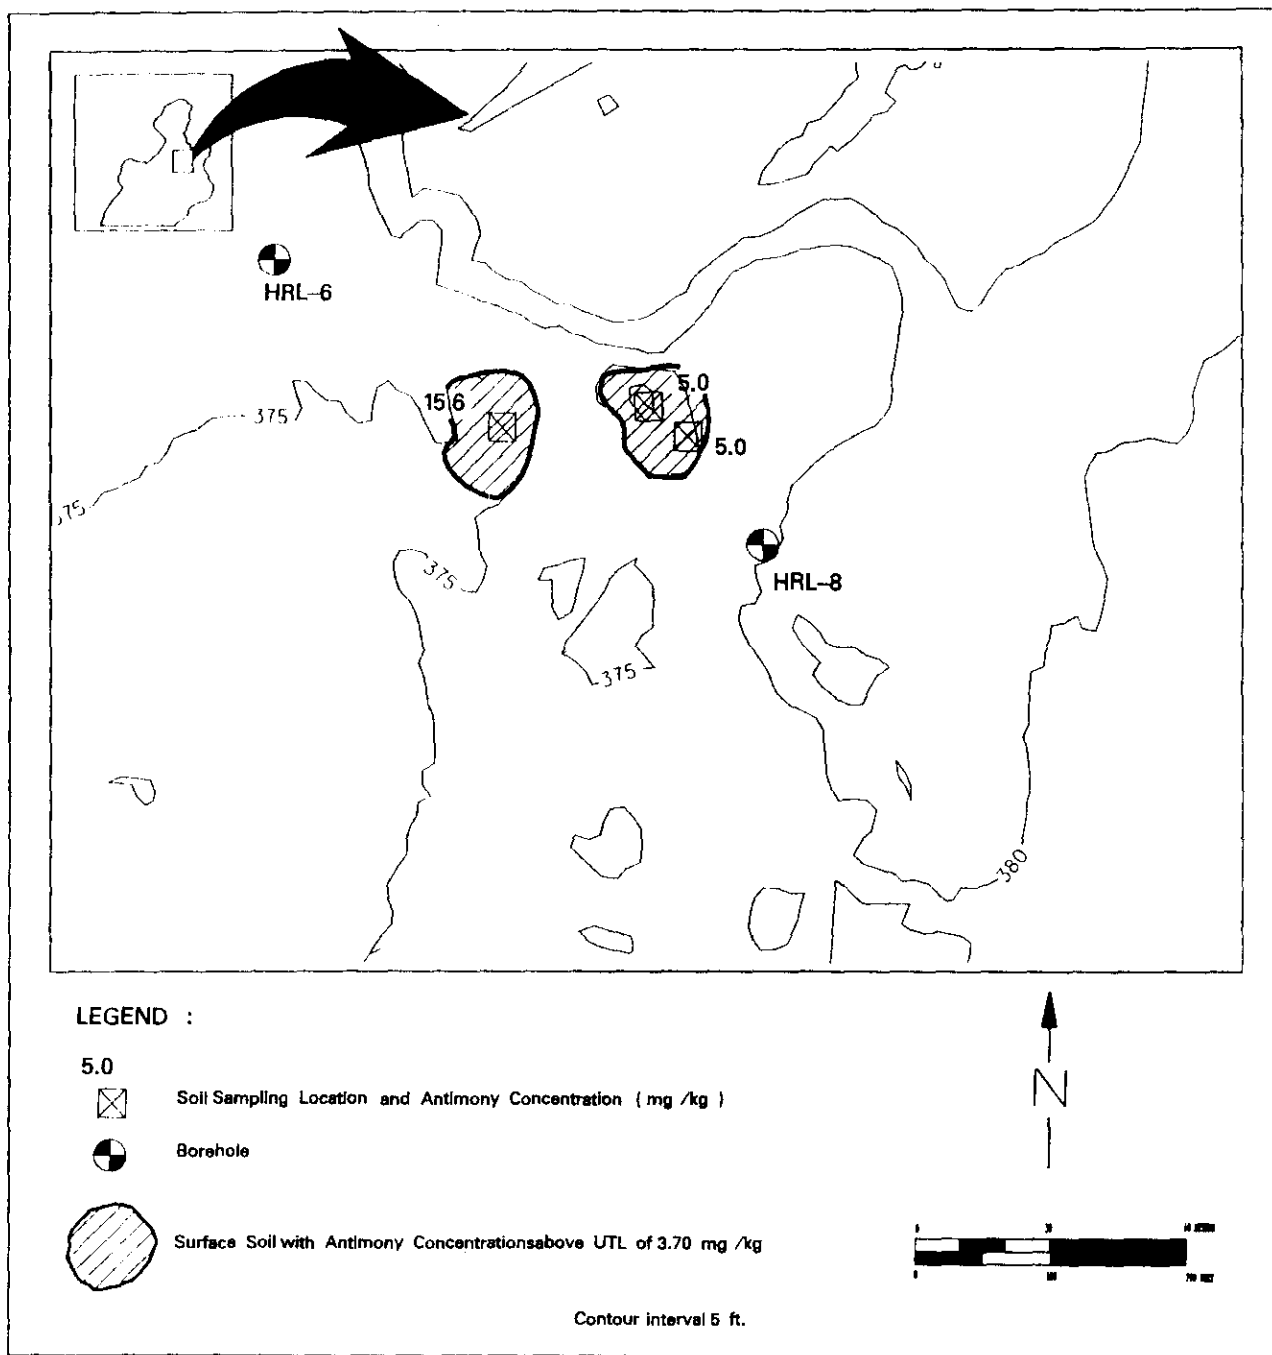 HRL-6
5.0
15.6
375
5.0
375
375
HRL-8
375
380
LEGEND :
5.0
Soil Sampling Location and Antimony Concentration ( mg /kg )
N
Borehole
Surface Soil with Antimony Concentrationsabove UTL of 3.70 mg /kg
Contour interval 5 ft.